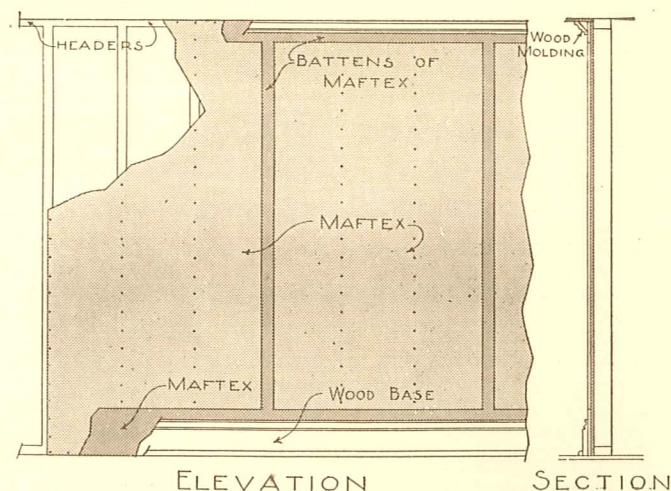 HEADERS
BATTENS OF
MAFTEX
WOOD
MOLDING
MAFTEX
MAFTEX
WOOD BASE
ELEVATION
SECTION